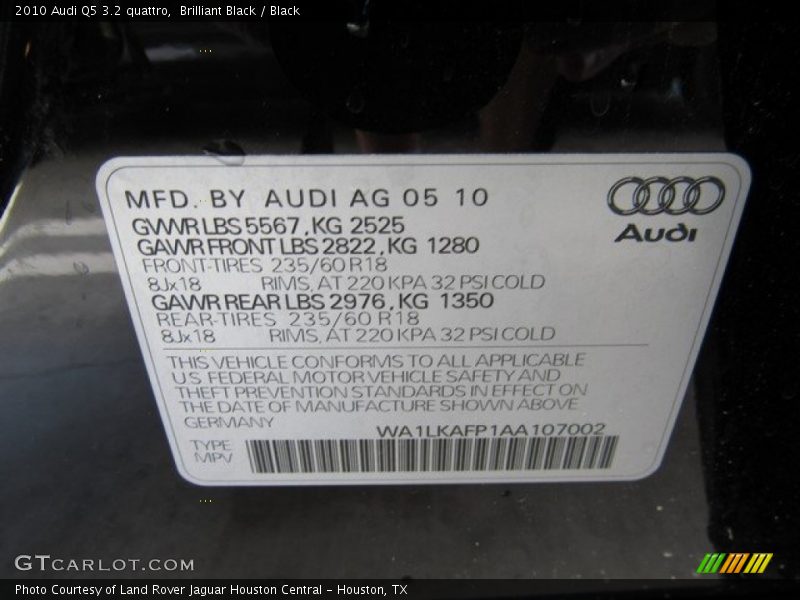 2010 Audi Q5 3.2 quattro,  Brilliant Black / Black
MFD. BY AUDI AG 05 10
GVWR LBS 5567, KG 2525
GAWR FRONT LBS 2822, KG 1280
FRONT-TIRES 235/60 R18
8Jx18 RIMS, AT 220 KPA 32 PSI COLD
GAWR REAR LBS 2976, KG 1350
REAR-TIRES 235/60 R18
8Jx18 RIMS, AT 220 KPA 32 PSI COLD
Audi
THIS VEHICLE CONFORMS TO ALL APPLICABLE
U.S. FEDERAL MOTOR VEHICLE SAFETY AND
THEFT PREVENTION STANDARDS IN EFFECT ON
THE DATE OF MANUFACTURE SHOWN ABOVE
GERMANY
WA1LKAFP1AA107002
TYPE
MPV
GTCARLOT.COM
Photo Courtesy of Land Rover Jaguar Houston Central - Houston, TX